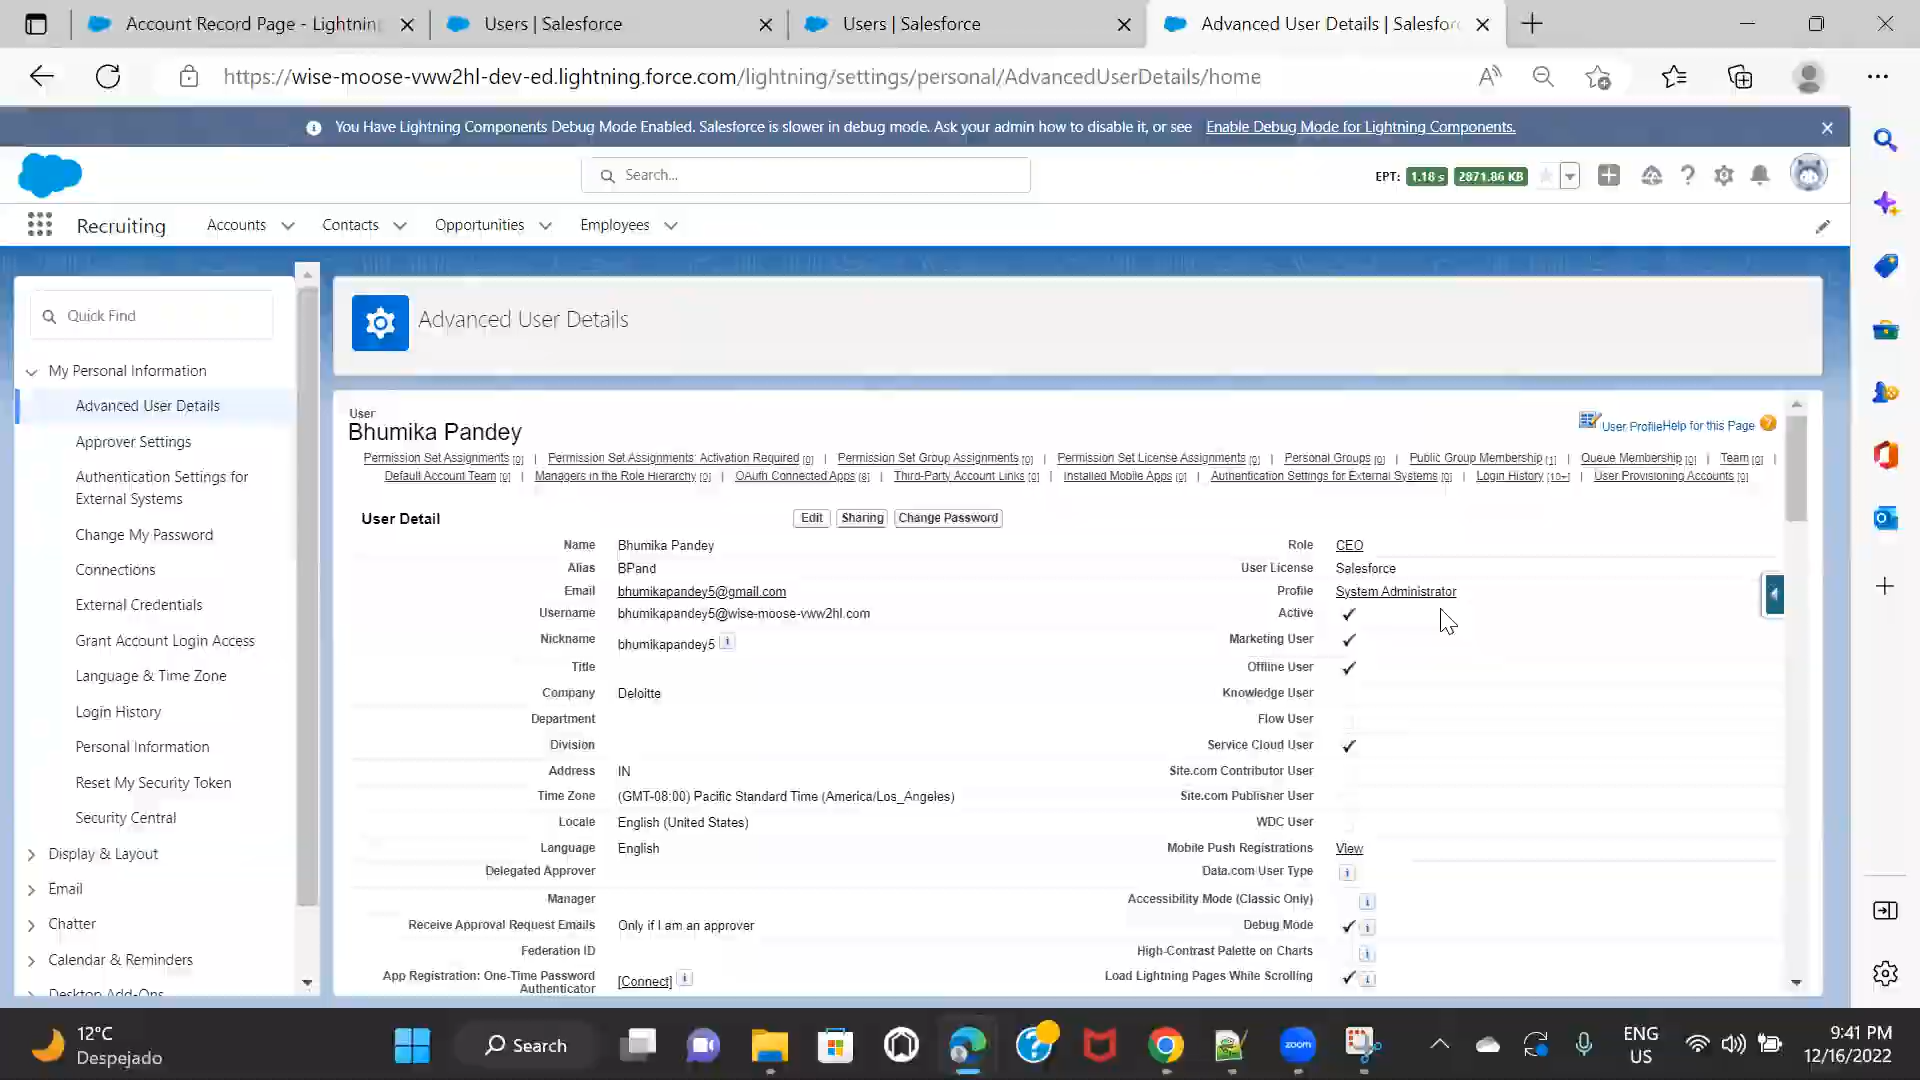 Account Record Page - Lightnin
Users | Salesforce
Users | Salesforce
Advanced User Details | Salesfor
https://wise-moose-vww2hl-dev-ed.lightning.force.com/lightning/settings/personal/AdvancedUserDetails/home
You Have Lightning Components Debug Mode Enabled. Salesforce is slower in debug mode. Ask your admin how to disable it, or see Enable Debug Mode for Lightning Components.
Search...
EPT: 1.18 s 2871.86 KB
Recruiting
Accounts
Contacts
Opportunities
Employees
Quick Find
My Personal Information
Advanced User Details
Approver Settings
Authentication Settings for
External Systems
Change My Password
Connections
External Credentials
Grant Account Login Access
Language & Time Zone
Login History
Personal Information
Reset My Security Token
Security Central
Display & Layout
Email
Chatter
Calendar & Reminders
Desktop Add-Ons
Advanced User Details
User
Bhumika Pandey
User Profile Help for this Page
Permission Set Assignments [0] | Permission Set Assignments: Activation Required [0] | Permission Set Group Assignments [0] | Permission Set License Assignments [0] | Personal Groups [0] | Public Group Membership [1] | Queue Membership [0] | Team [0] |
Default Account Team [0] | Managers in the Role Hierarchy [0] | OAuth Connected Apps [8] | Third-Party Account Links [0] | Installed Mobile Apps [0] | Authentication Settings for External Systems [0] | Login History [10+] | User Provisioning Accounts [0]
User Detail
Edit Sharing Change Password
Name Bhumika Pandey Role CEO
Alias BPand User License Salesforce
Email bhumikapandey5@gmail.com Profile System Administrator
Username bhumikapandey5@wise-moose-vww2hl.com Active ✓
Nickname bhumikapandey5 i Marketing User ✓
Title Offline User ✓
Company Deloitte Knowledge User
Department Flow User
Division Service Cloud User ✓
Address IN Site.com Contributor User
Time Zone (GMT-08:00) Pacific Standard Time (America/Los_Angeles) Site.com Publisher User
Locale English (United States) WDC User
Language English Mobile Push Registrations View
Delegated Approver Data.com User Type i
Manager Accessibility Mode (Classic Only) i
Receive Approval Request Emails Only if I am an approver Debug Mode ✓ i
Federation ID High-Contrast Palette on Charts i
App Registration: One-Time Password
Authenticator [Connect] i Load Lightning Pages While Scrolling ✓ i
12°C
Despejado
Search
zoom
ENG
US
9:41 PM
12/16/2022